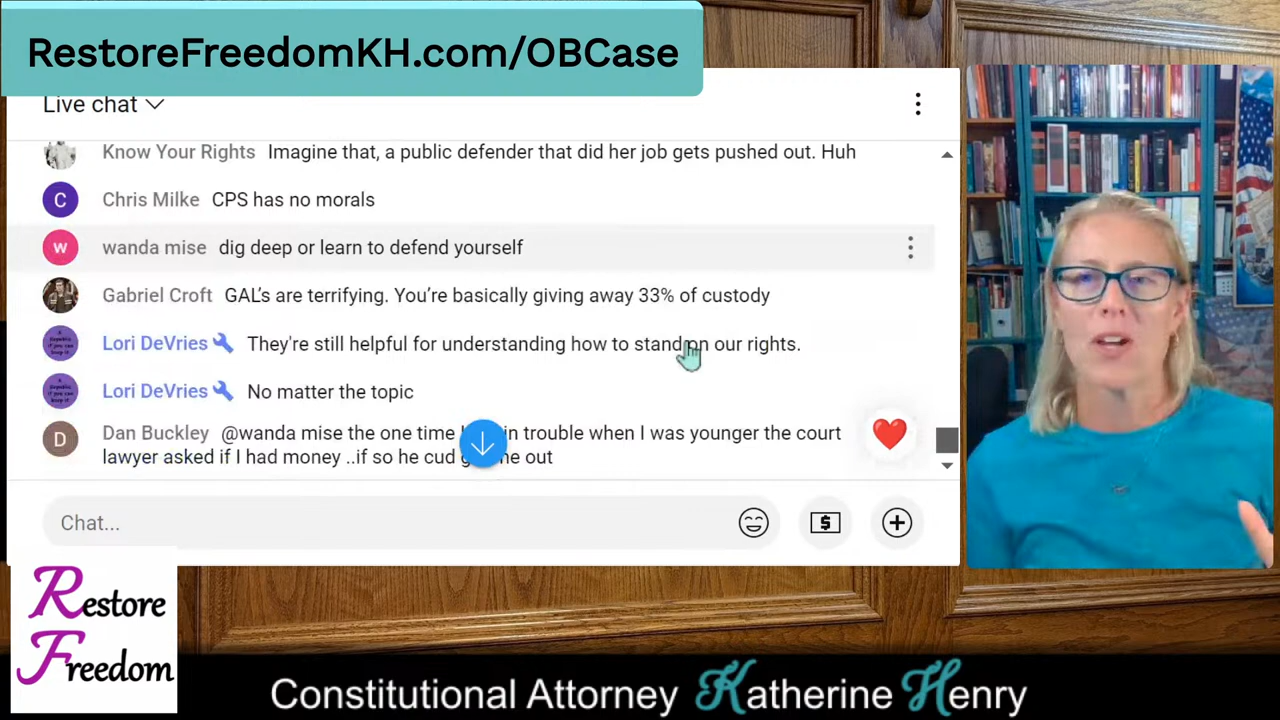 RestoreFreedomKH.com/OBCase
Live chat
Know Your Rights Imagine that, a public defender that did her job gets pushed out. Huh
C Chris Milke CPS has no morals
w wanda mise dig deep or learn to defend yourself
Gabriel Croft GAL’s are terrifying. You’re basically giving away 33% of custody
Lori DeVries They're still helpful for understanding how to stand on our rights.
Lori DeVries No matter the topic
D Dan Buckley @wanda mise the one time in trouble when I was younger the court
lawyer asked if I had money ..if so he cud out
Chat...
Restore
Freedom
Constitutional Attorney Katherine Henry